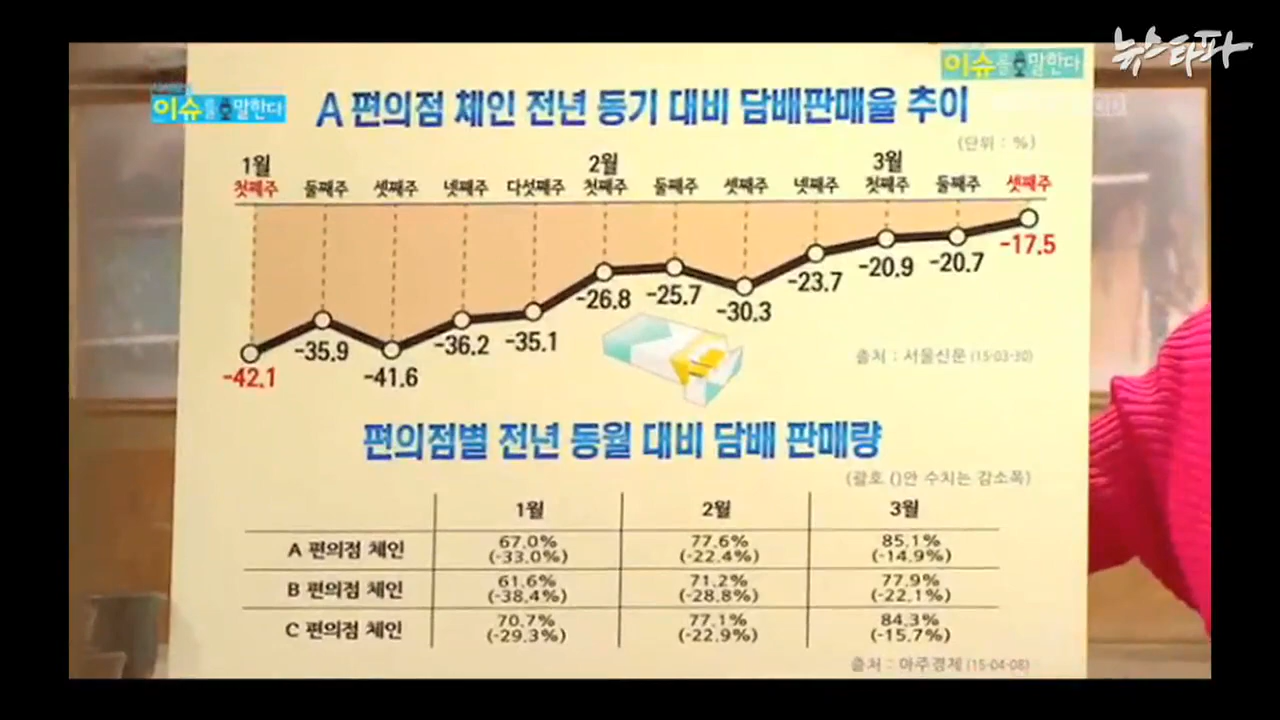 뉴스타파
이슈를 말한다
이슈를 말한다
A 편의점 체인 전년 동기 대비 담배판매율 추이
(단위 : %)
1월 2월 3월
첫째주 둘째주 셋째주 넷째주 다섯째주 첫째주 둘째주 셋째주 넷째주 첫째주 둘째주 셋째주
-42.1 -35.9 -41.6 -36.2 -35.1 -26.8 -25.7 -30.3 -23.7 -20.9 -20.7 -17.5
출처 : 서울신문 (15-03-30)
편의점별 전년 동월 대비 담배 판매량
(괄호 ()안 수치는 감소폭)
1월 2월 3월
A 편의점 체인 67.0% 77.6% 85.1%
(-33.0%) (-22.4%) (-14.9%)
B 편의점 체인 61.6% 71.2% 77.9%
(-38.4%) (-28.8%) (-22.1%)
C 편의점 체인 70.7% 77.1% 84.3%
(-29.3%) (-22.9%) (-15.7%)
출처 : 아주경제 (15-04-08)